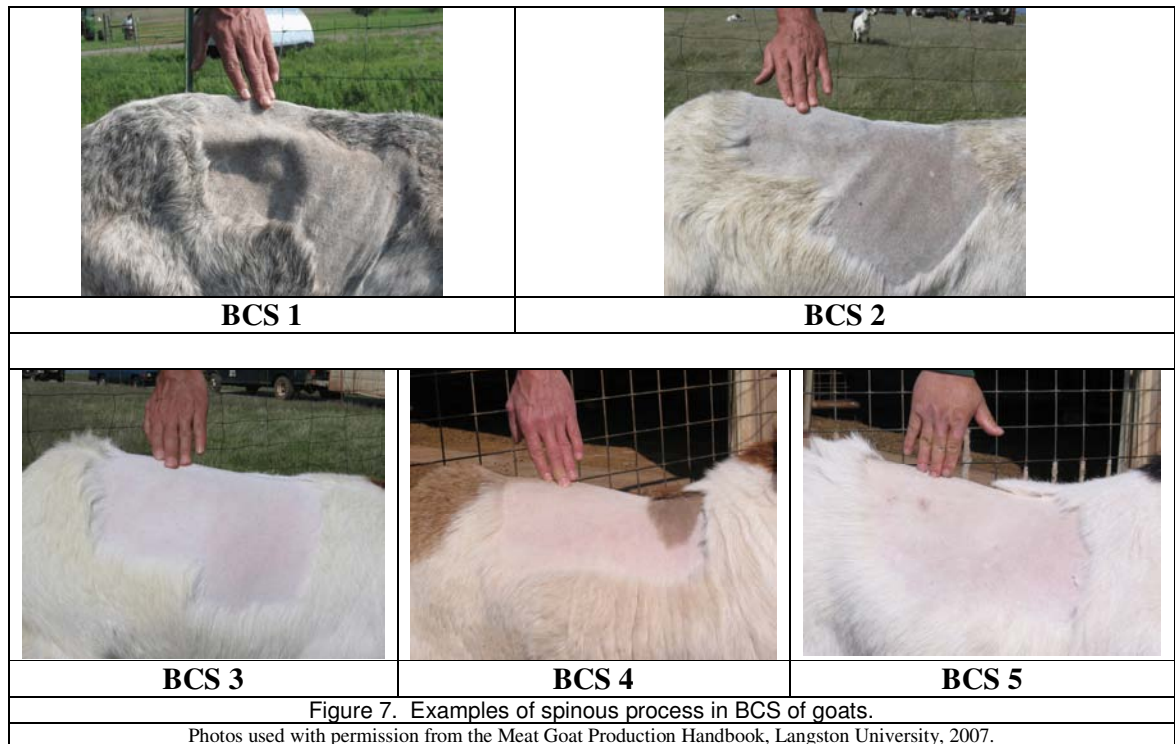 BCS 1
BCS 2
BCS 3
BCS 4
BCS 5
Figure 7. Examples of spinous process in BCS of goats.
Photos used with permission from the Meat Goat Production Handbook, Langston University, 2007.